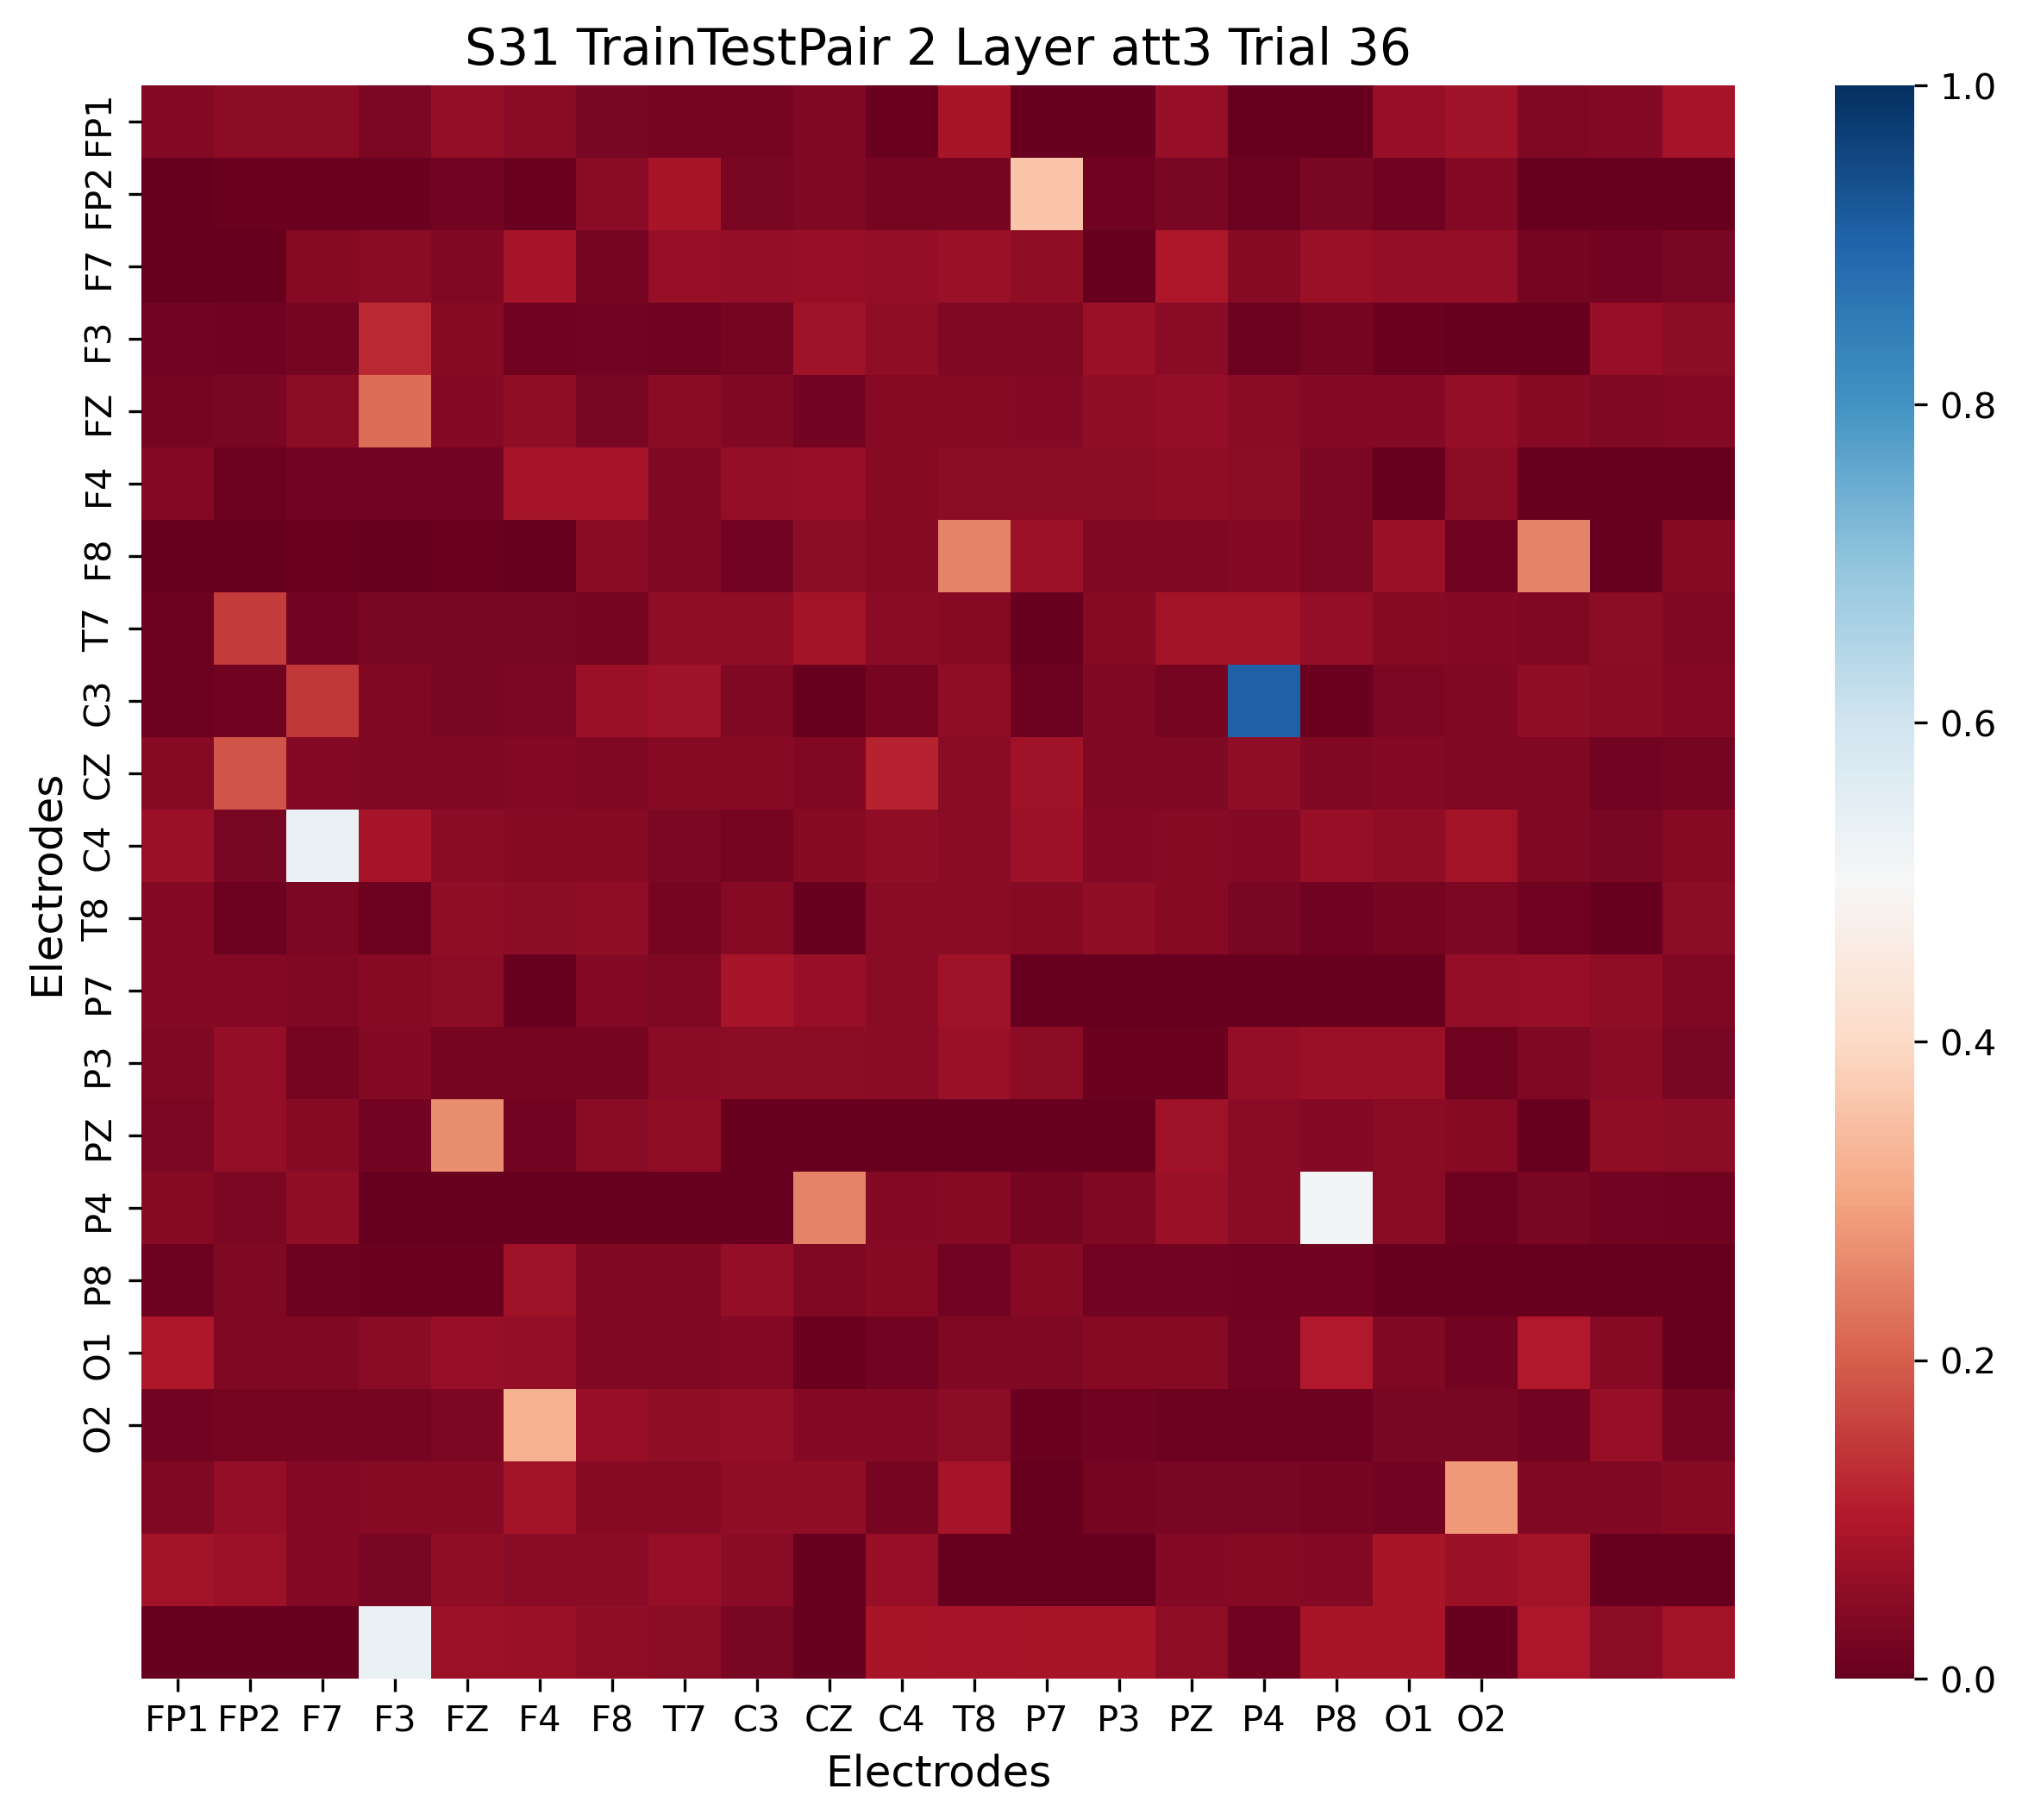 S31 TrainTestPair 2 Layer att3 Trial 36
Electrodes
FP1
FP2
F7
F3
FZ
F4
F8
T7
C3
CZ
C4
T8
P7
P3
PZ
P4
P8
O1
O2
FP1 FP2 F7 F3 FZ F4 F8 T7 C3 CZ C4 T8 P7 P3 PZ P4 P8 O1 O2
Electrodes
1.0
0.8
0.6
0.4
0.2
0.0